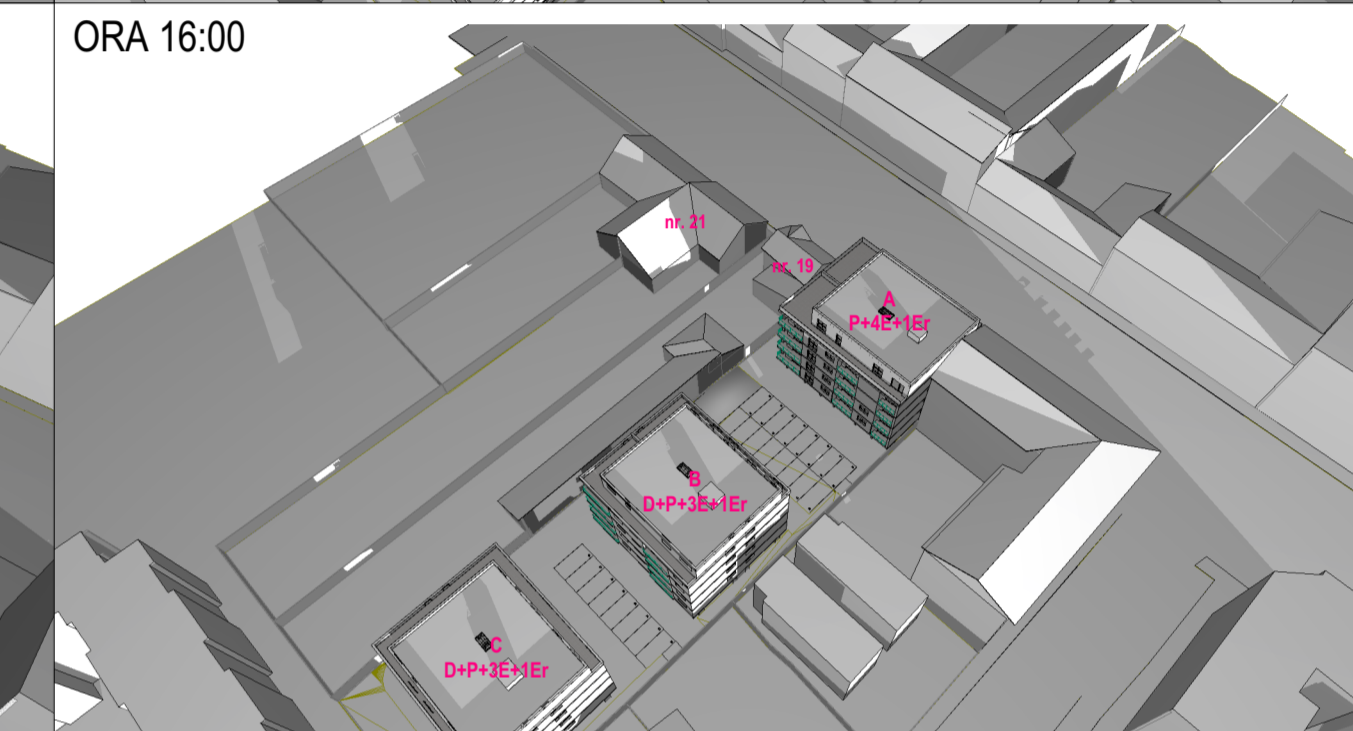 ORA 16:00
nr. 21
nr. 19
A
P+4E+1Er
B
D+P+3E+1Er
C
D+P+3E+1Er